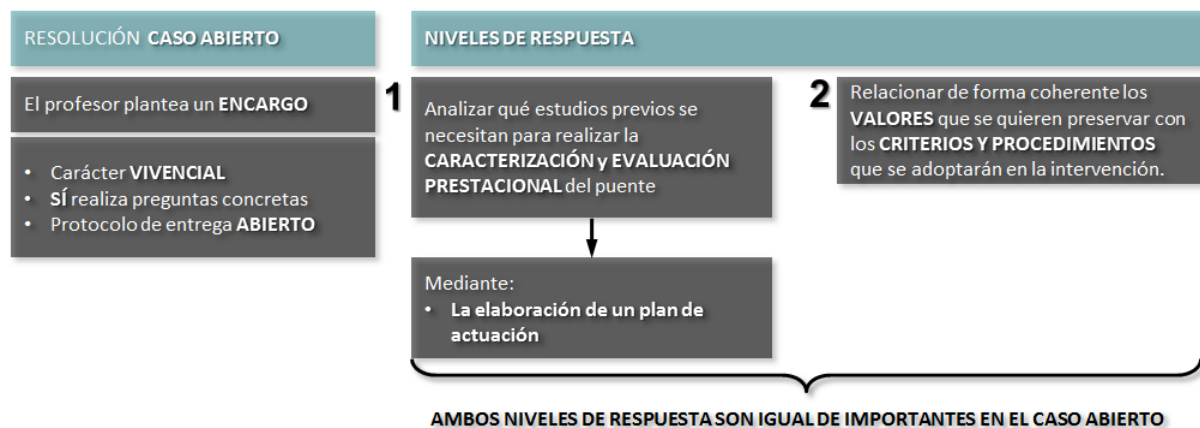 RESOLUCIÓN CASO ABIERTO
El profesor plantea un ENCARGO
• Carácter VIVENCIAL
• SÍ realiza preguntas concretas
• Protocolo de entrega ABIERTO
NIVELES DE RESPUESTA
1
Analizar qué estudios previos se
necesitan para realizar la
CARACTERIZACIÓN y EVALUACIÓN
PRESTACIONAL del puente
Mediante:
• La elaboración de un plan de
actuación
2
Relacionar de forma coherente los
VALORES que se quieren preservar con
los CRITERIOS Y PROCEDIMIENTOS
que se adoptarán en la intervención.
AMBOS NIVELES DE RESPUESTA SON IGUAL DE IMPORTANTES EN EL CASO ABIERTO